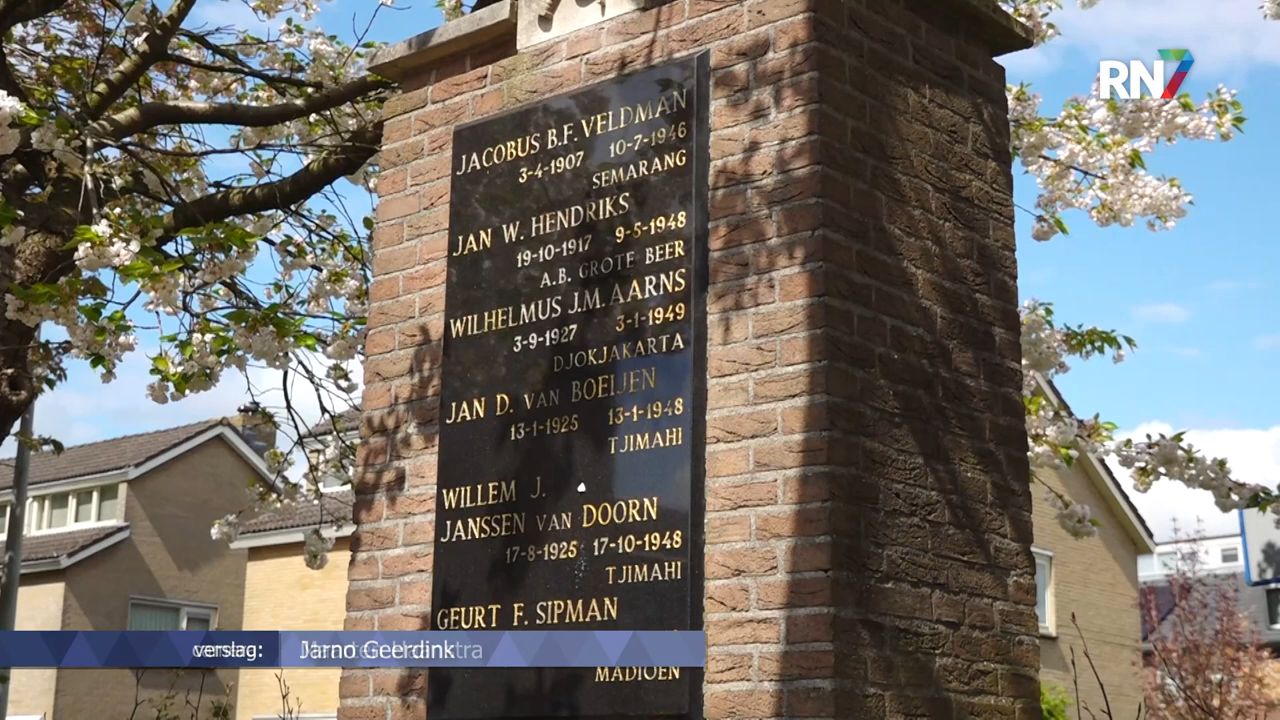 RN7
JACOBUS B.F. VELDMAN
3-4-1907 10-7-1946
SEMARANG
JAN W. HENDRIKS
19-10-1917 9-5-1948
A.B. GROTE BEER
WILHELMUS J.M. AARNS
3-9-1927 3-1-1949
DJOKJAKARTA
JAN D. VAN BOEIJEN
13-1-1925 13-1-1948
TJIMAHI
WILLEM J.
JANSSEN VAN DOORN
17-8-1925 17-10-1948
TJIMAHI
GEURT F. SIPMAN
verslag: Jarno Geerdink
MADIOEN